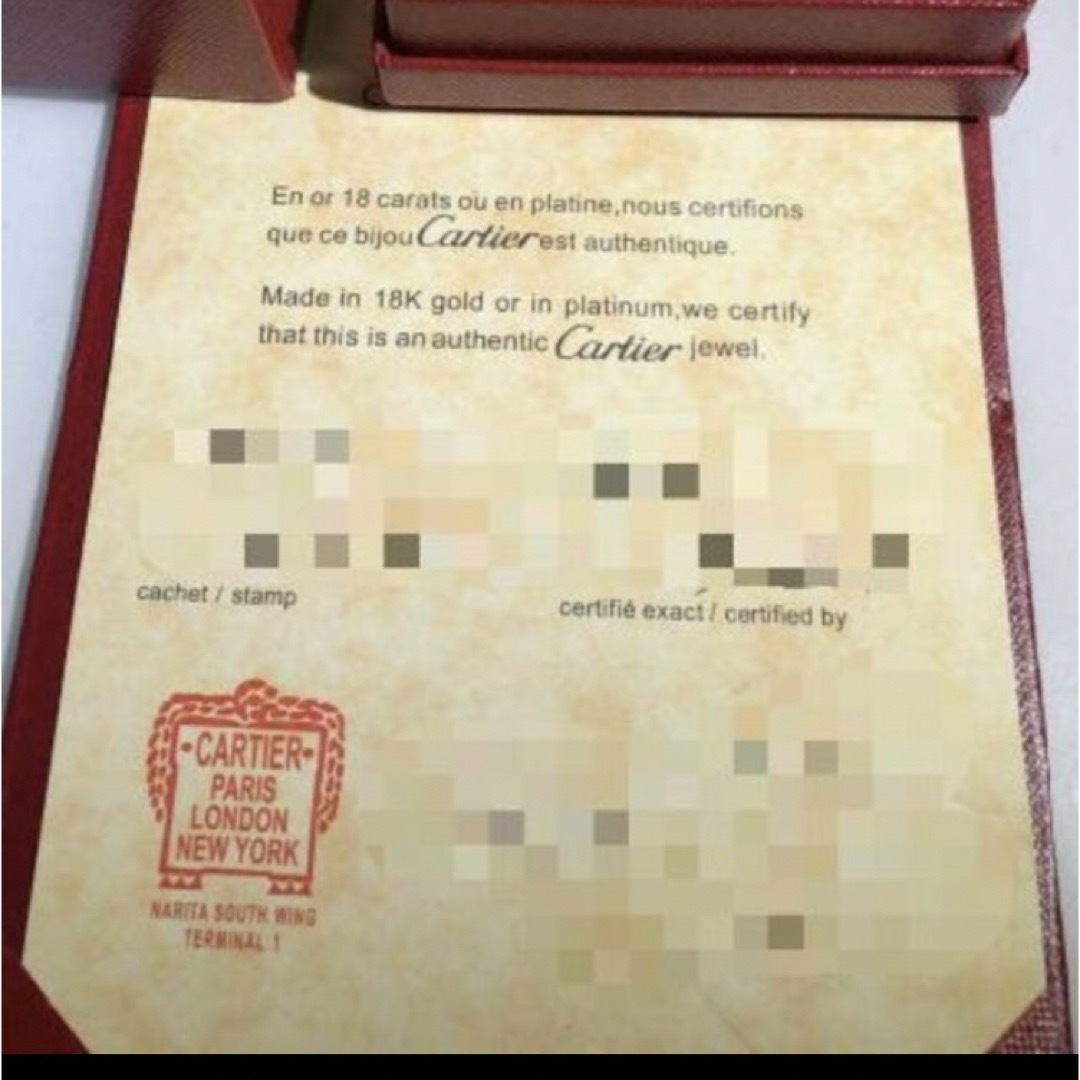 En or 18 carats où en platine,nous certifions
que ce bijou Cartier est authentique.
Made in 18K gold or in platinum,we certify
that this is an authentic Cartier jewel.
cachet / stamp
certifié exact / certified by
·CARTIER·
PARIS
LONDON
NEW YORK
NARITA SOUTH WING
TERMINAL 1